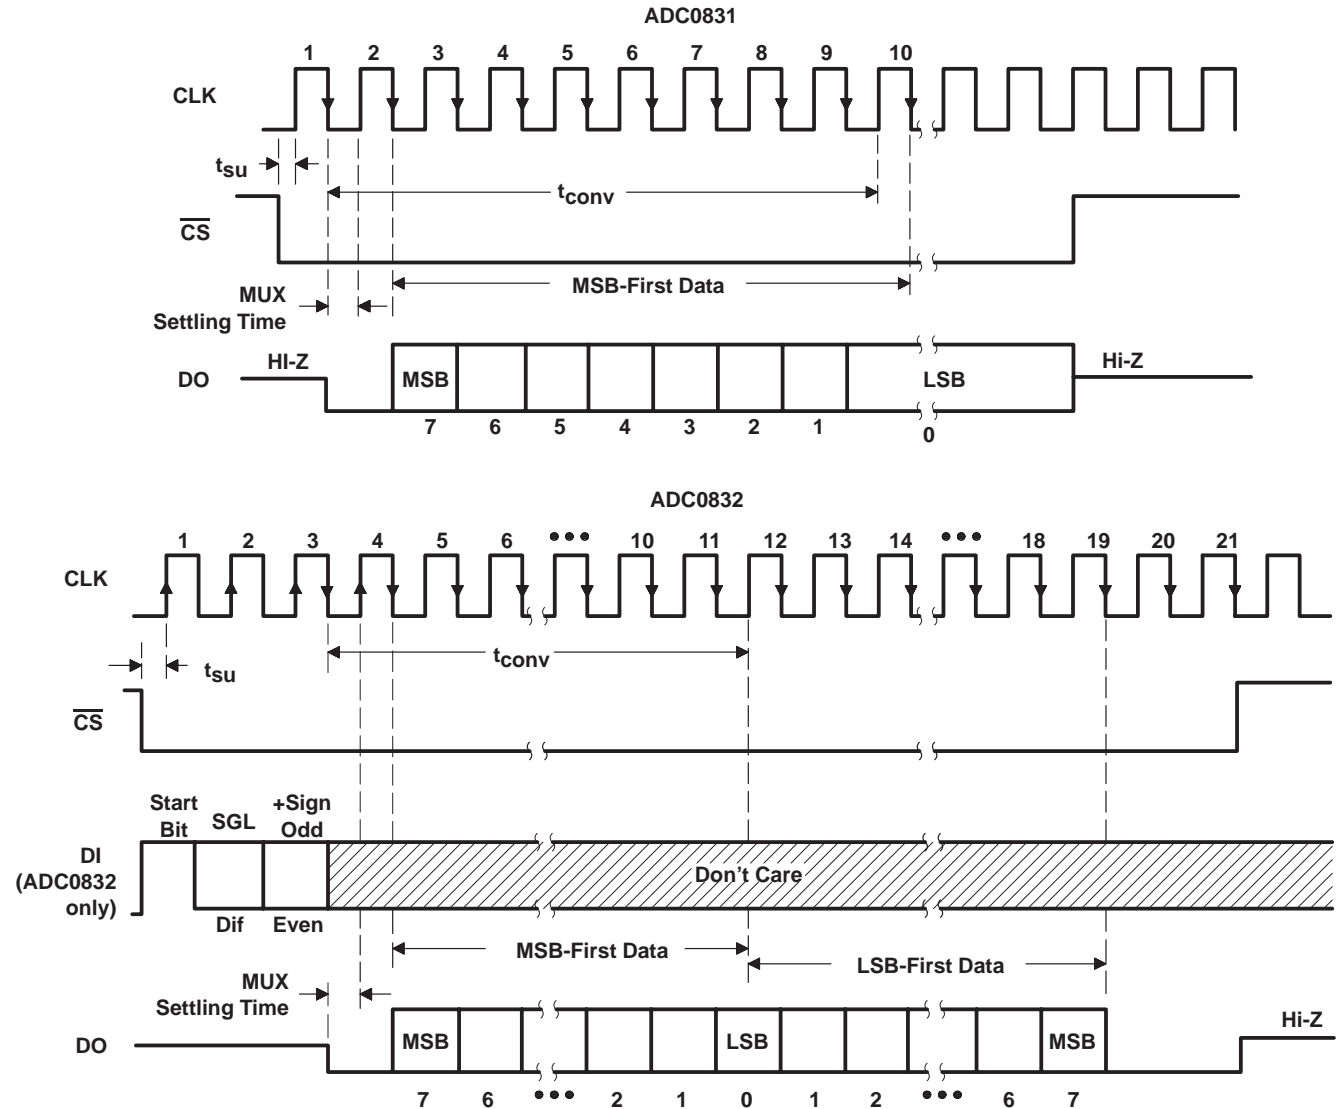 ADC0831
1 2 3 4 5 6 7 8 9 10
CLK
tsu
tconv
CS
MSB-First Data
MUX
Settling Time
HI-Z
Hi-Z
DO
MSB
LSB
7 6 5 4 3 2 1 0
ADC0832
1 2 3 4 5 6 ••• 10 11 12 13 14 ••• 18 19 20 21
CLK
tsu
tconv
CS
Start
Bit
SGL
+Sign
Odd
DI
(ADC0832
only)
Don't Care
Dif
Even
MSB-First Data
LSB-First Data
MUX
Settling Time
Hi-Z
DO
MSB
LSB
MSB
7 6 ••• 2 1 0 1 2 ••• 6 7